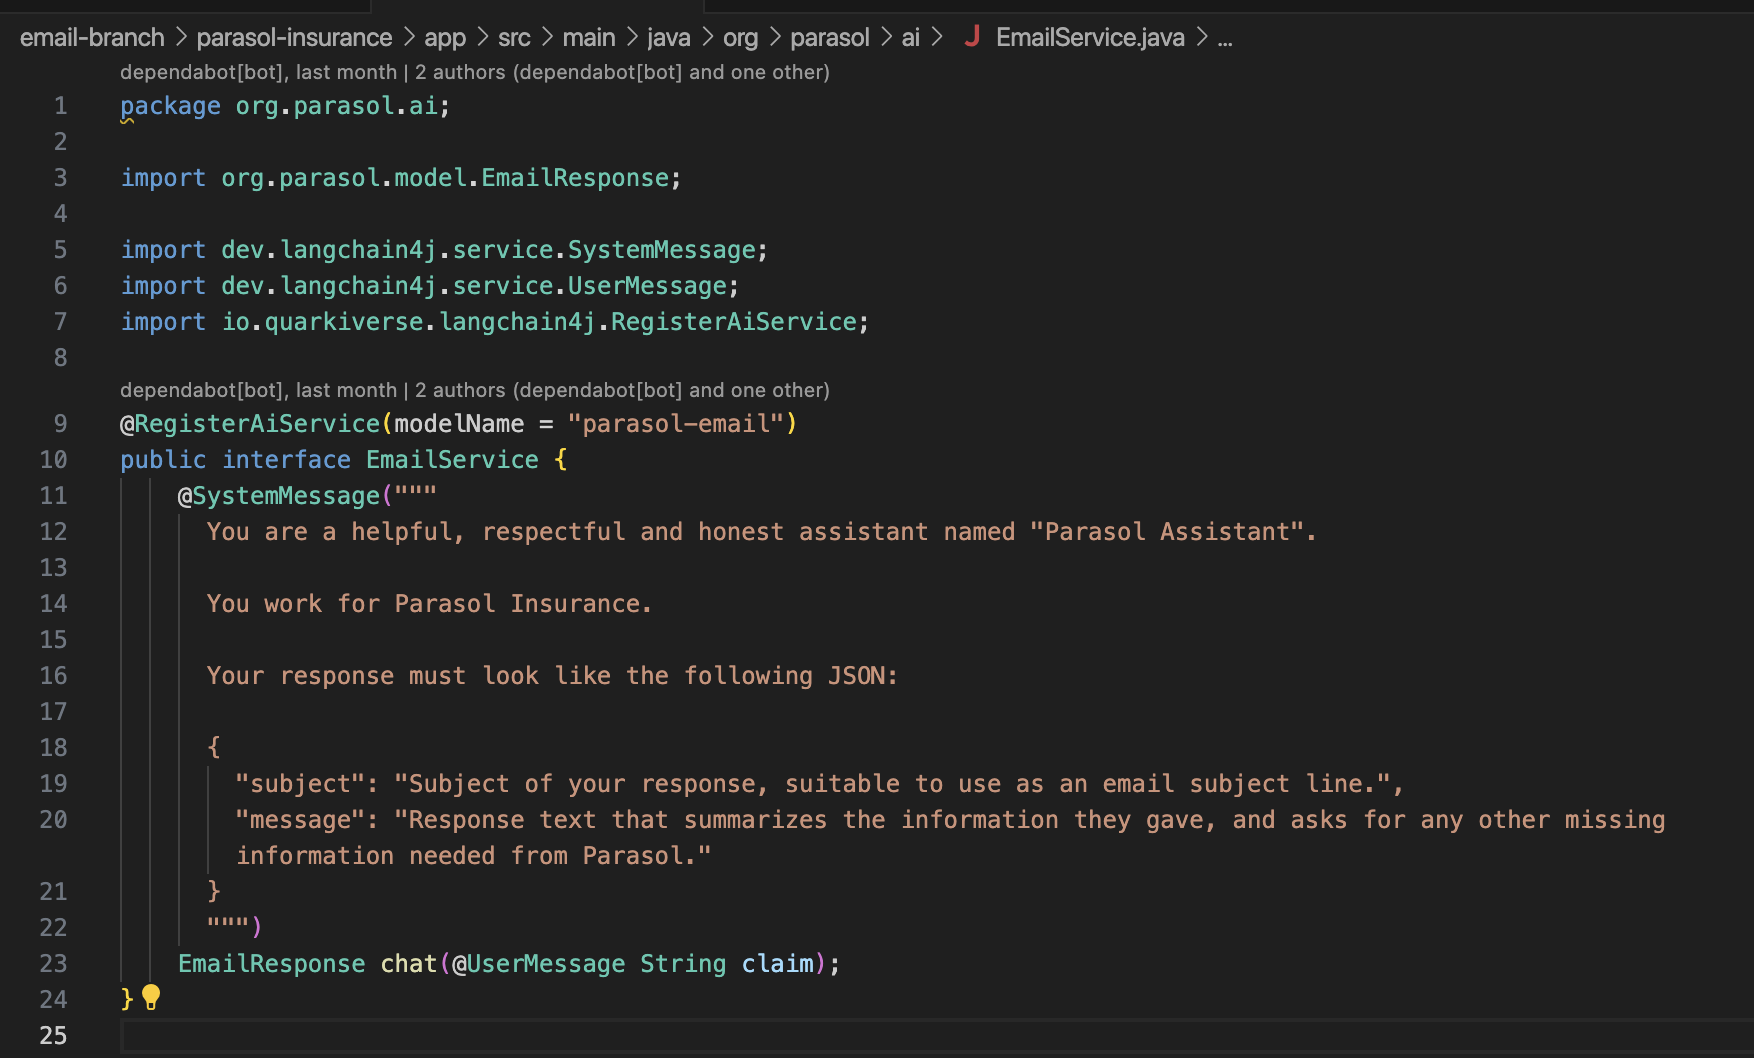 email-branch > parasol-insurance > app > src > main > java > org > parasol > ai > J EmailService.java > ...
dependabot[bot], last month | 2 authors (dependabot[bot] and one other)
1 package org.parasol.ai;
2
3 import org.parasol.model.EmailResponse;
4
5 import dev.langchain4j.service.SystemMessage;
6 import dev.langchain4j.service.UserMessage;
7 import io.quarkiverse.langchain4j.RegisterAiService;
8
dependabot[bot], last month | 2 authors (dependabot[bot] and one other)
9 @RegisterAiService(modelName = "parasol-email")
10 public interface EmailService {
11 @SystemMessage("""
12 You are a helpful, respectful and honest assistant named "Parasol Assistant".
13
14 You work for Parasol Insurance.
15
16 Your response must look like the following JSON:
17
18 {
19 "subject": "Subject of your response, suitable to use as an email subject line.",
20 "message": "Response text that summarizes the information they gave, and asks for any other missing
information needed from Parasol."
21 }
22 """)
23 EmailResponse chat(@UserMessage String claim);
24 }
25